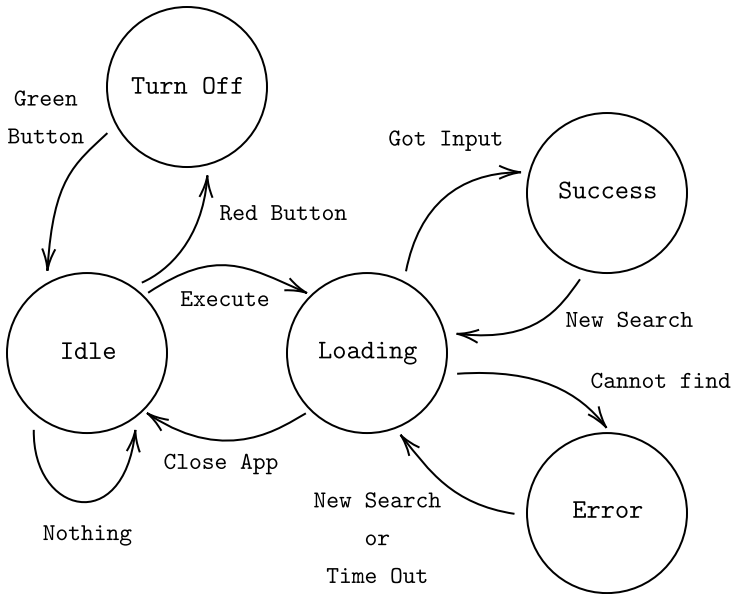 Turn Off
Green
Button
Got Input
Success
Red Button
Execute
New Search
Idle
Loading
Cannot find
Close App
New Search
or
Time Out
Error
Nothing